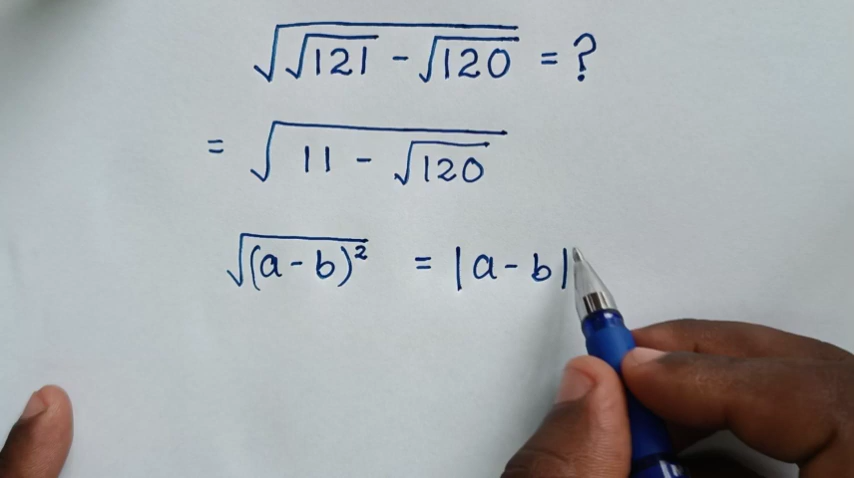 √(√121 - √120) = ?
= √(11 - √120)
√((a - b)²) = |a - b|